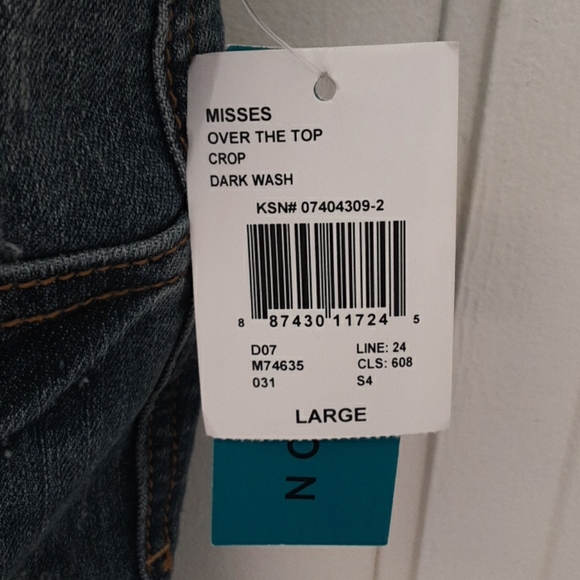 MISSES
OVER THE TOP
CROP
DARK WASH
KSN# 07404309-2
8 87430 11724 5
D07 LINE: 24
M74635 CLS: 608
031 S4
LARGE